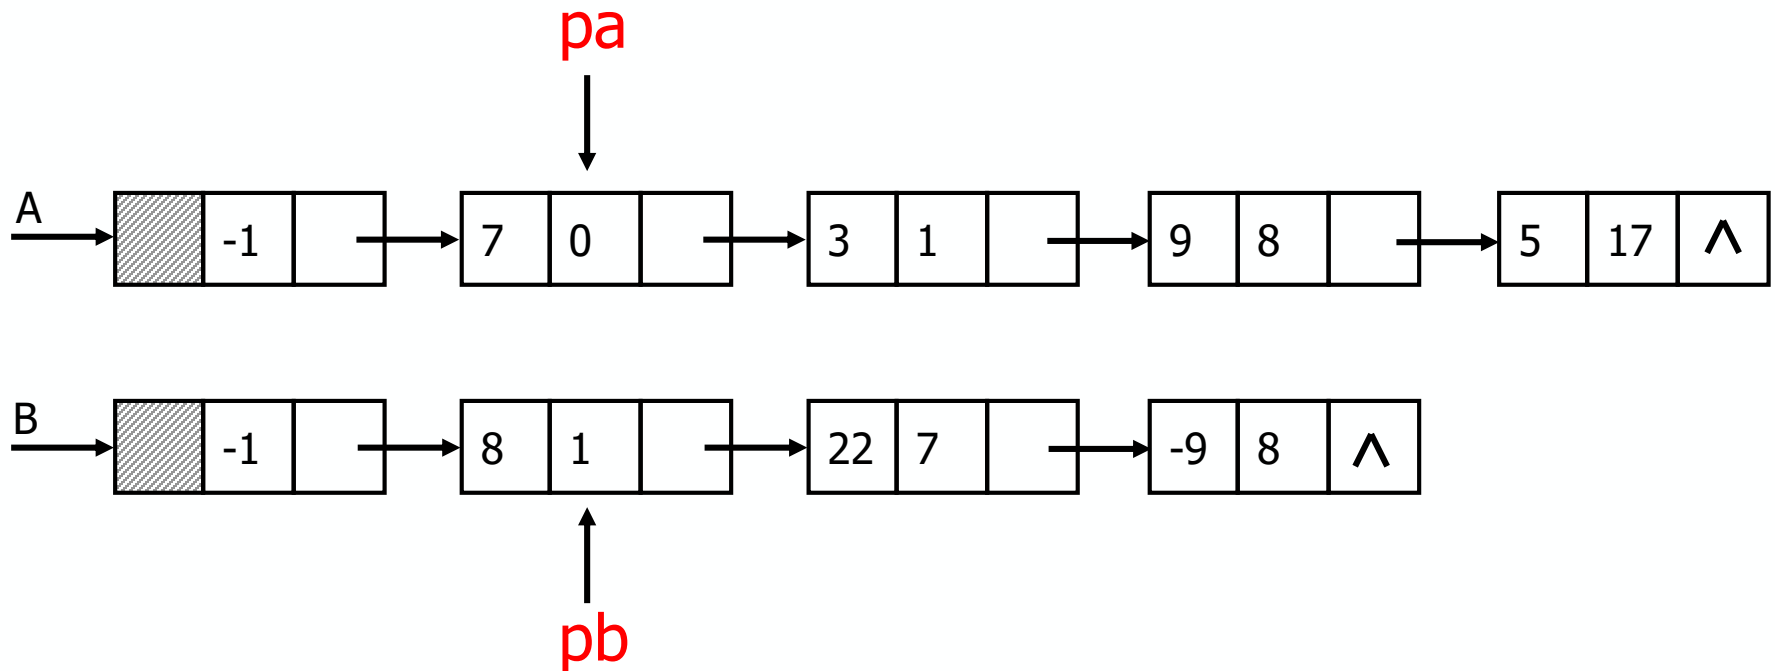 pa
A -1 7 0 3 1 9 8 5 17 ∧
B -1 8 1 22 7 -9 8 ∧
pb